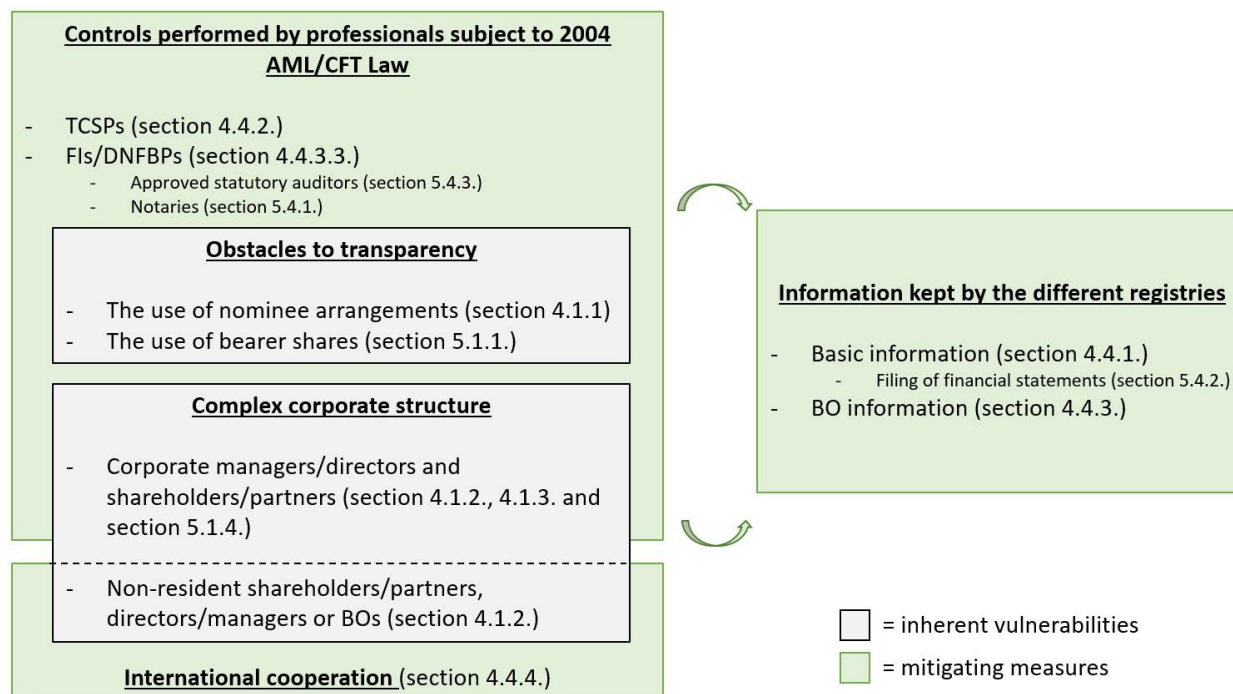 Controls performed by professionals subject to 2004
AML/CFT Law
- TCSPs (section 4.4.2.)
- FIs/DNFBPs (section 4.4.3.3.)
- Approved statutory auditors (section 5.4.3.)
- Notaries (section 5.4.1.)
Obstacles to transparency
- The use of nominee arrangements (section 4.1.1)
- The use of bearer shares (section 5.1.1.)
Complex corporate structure
- Corporate managers/directors and
shareholders/partners (section 4.1.2., 4.1.3. and
section 5.1.4.)
- Non-resident shareholders/partners,
directors/managers or BOs (section 4.1.2.)
International cooperation (section 4.4.4.)
Information kept by the different registries
- Basic information (section 4.4.1.)
- Filing of financial statements (section 5.4.2.)
- BO information (section 4.4.3.)
= inherent vulnerabilities
= mitigating measures